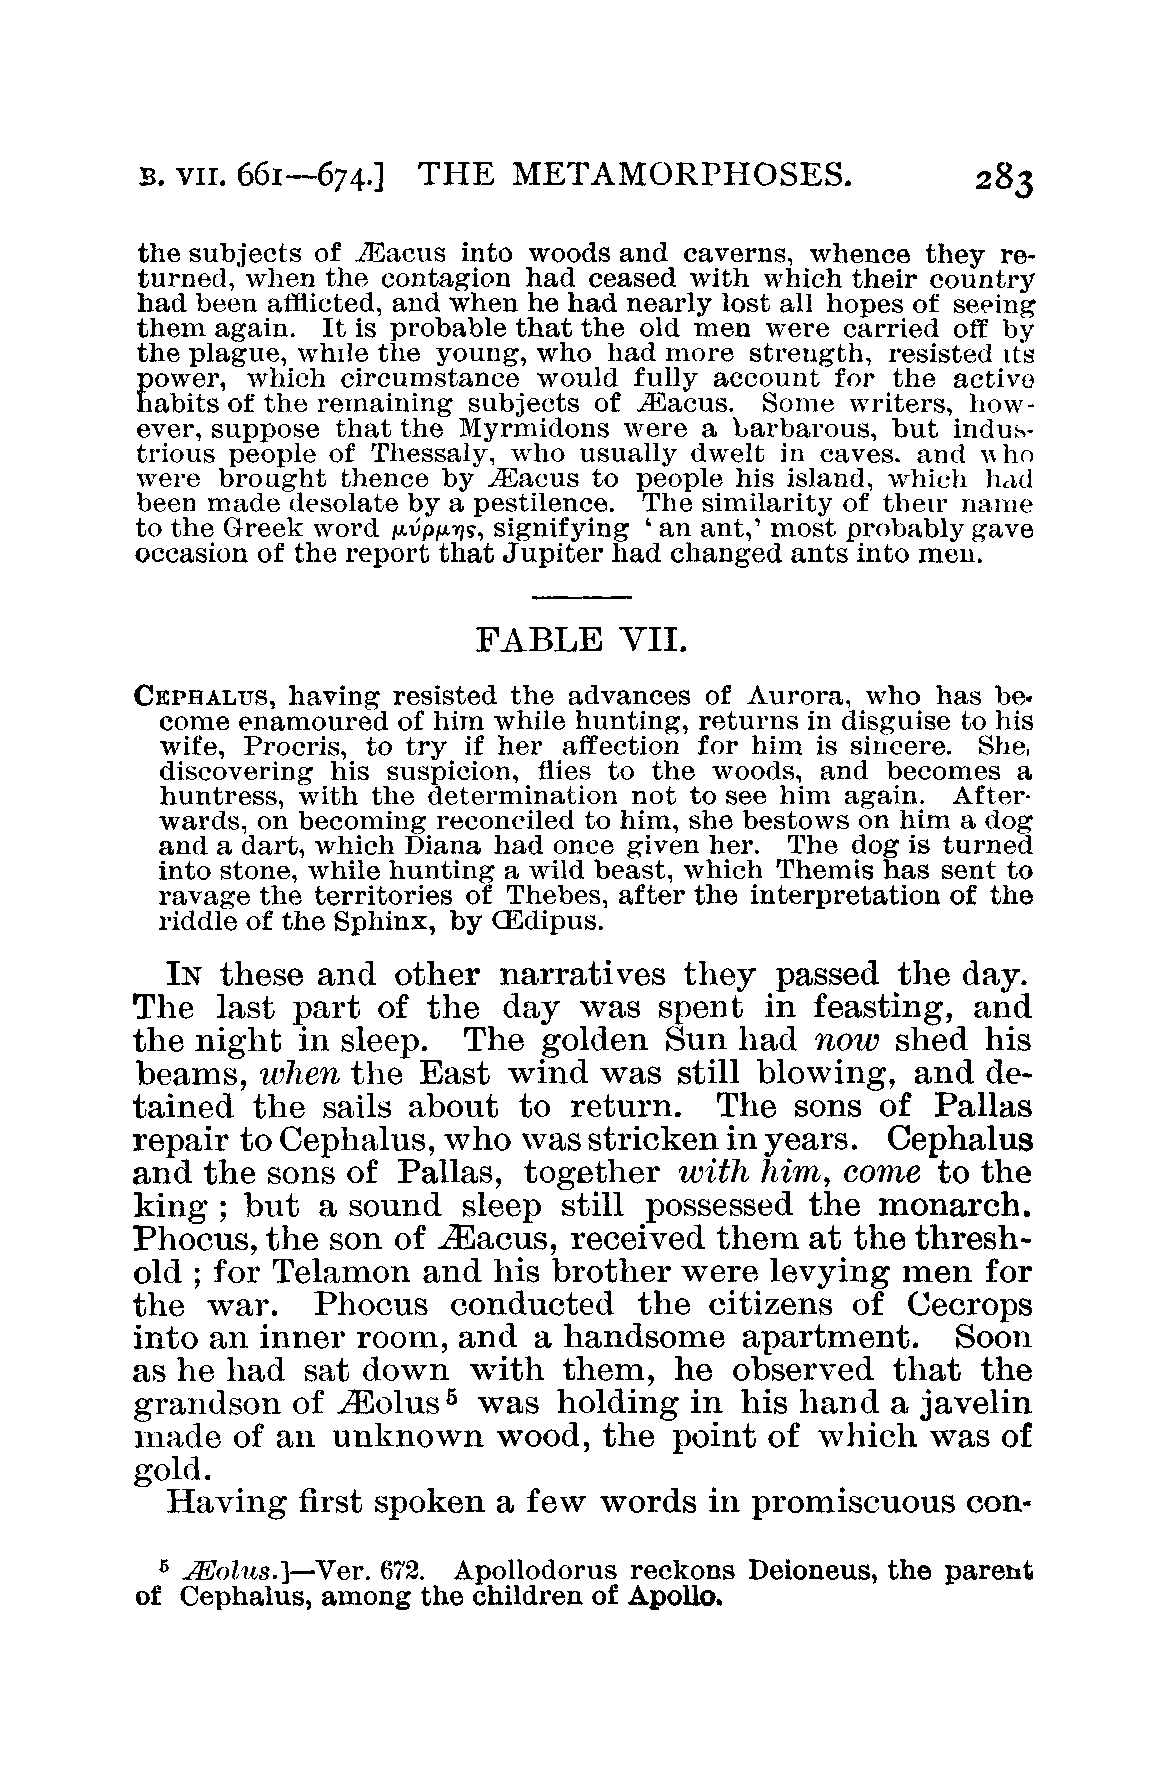 B. VII. 661—674.] THE METAMORPHOSES. 283
the subjects of Æacus into woods and caverns, whence they re-
turned, when the contagion had ceased with which their country
had been afflicted, and when he had nearly lost all hopes of seeing
them again. It is probable that the old men were carried off by
the plague, while the young, who had more strength, resisted its
power, which circumstance would fully account for the active
habits of the remaining subjects of Æacus. Some writers, how-
ever, suppose that the Myrmidons were a barbarous, but indus-
trious people of Thessaly, who usually dwelt in caves. and who
were brought thence by Æacus to people his island, which had
been made desolate by a pestilence. The similarity of their name
to the Greek word μύρμης, signifying ‘an ant,’ most probably gave
occasion of the report that Jupiter had changed ants into men.
FABLE VII.
CEPHALUS, having resisted the advances of Aurora, who has be-
come enamoured of him while hunting, returns in disguise to his
wife, Procris, to try if her affection for him is sincere. She,
discovering his suspicion, flies to the woods, and becomes a
huntress, with the determination not to see him again. After-
wards, on becoming reconciled to him, she bestows on him a dog
and a dart, which Diana had once given her. The dog is turned
into stone, while hunting a wild beast, which Themis has sent to
ravage the territories of Thebes, after the interpretation of the
riddle of the Sphinx, by Œdipus.
IN these and other narratives they passed the day.
The last part of the day was spent in feasting, and
the night in sleep. The golden Sun had now shed his
beams, when the East wind was still blowing, and de-
tained the sails about to return. The sons of Pallas
repair to Cephalus, who was stricken in years. Cephalus
and the sons of Pallas, together with him, come to the
king ; but a sound sleep still possessed the monarch.
Phocus, the son of Æacus, received them at the thresh-
old ; for Telamon and his brother were levying men for
the war. Phocus conducted the citizens of Cecrops
into an inner room, and a handsome apartment. Soon
as he had sat down with them, he observed that the
grandson of Æolus⁵ was holding in his hand a javelin
made of an unknown wood, the point of which was of
gold.
Having first spoken a few words in promiscuous con-
⁵ Æolus.]—Ver. 672. Apollodorus reckons Deioneus, the parent
of Cephalus, among the children of Apollo.